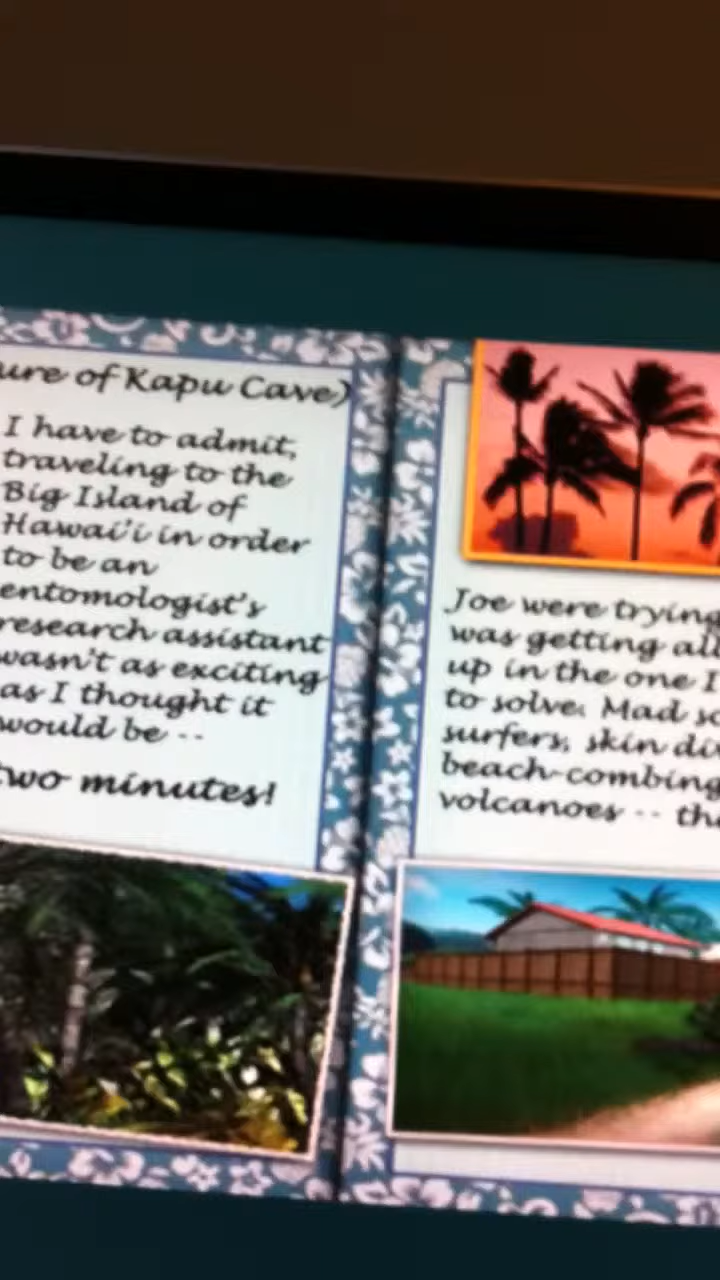 ure of Kapu Cave)
I have to admit,
traveling to the
Big Island of
Hawai'i in order
to be an
entomologist's
research assistant
wasn't as exciting
as I thought it
would be --
two minutes!
Joe were trying
was getting all
up in the one I
to solve. Mad sc
surfers, skin div
beach-combing
volcanoes -- tha